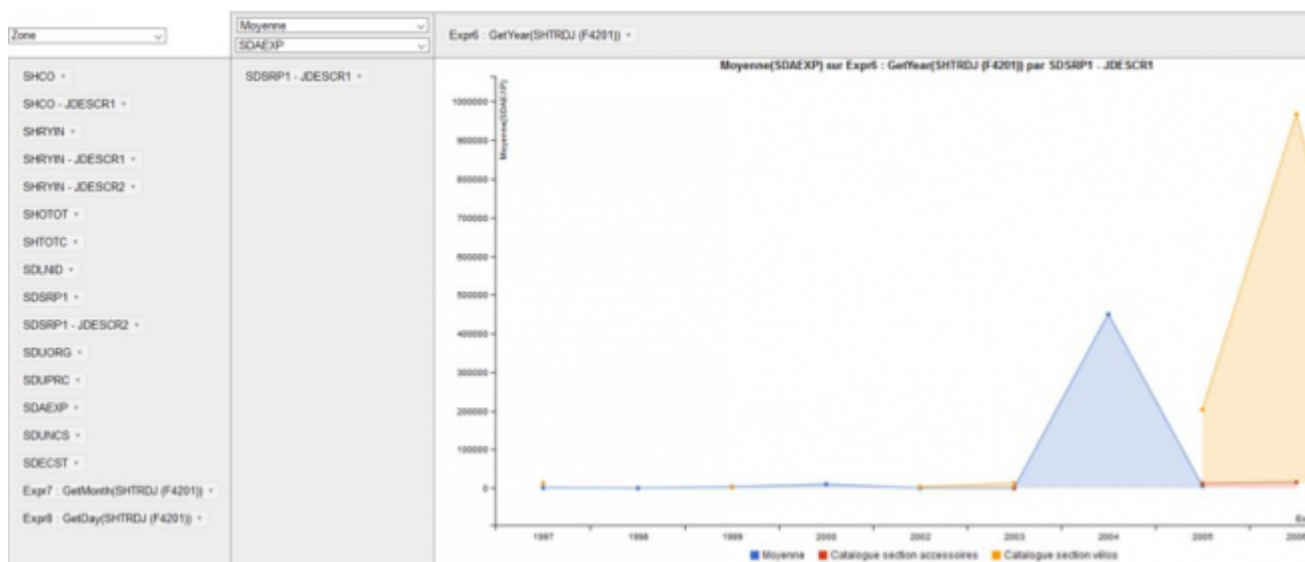 Zone
Moyenne
SDAEXP
Expr6 : GetYear(SHTRDJ (F4201))
SHCO
SHCO - JDESCR1
SHRYIN
SHRYIN - JDESCR1
SHRYIN - JDESCR2
SHOTOT
SHTOTC
SDLNID
SDSRP1
SDSRP1 - JDESCR2
SDUORG
SDUPRC
SDAEXP
SDUNCS
SDECST
Expr7 : GetMonth(SHTRDJ (F4201))
Expr8 : GetDay(SHTRDJ (F4201))
SDSRP1 - JDESCR1
Moyenne(SDAEXP) sur Expr6 : GetYear(SHTRDJ (F4201)) par SDSRP1 - JDESCR1
Moyenne(SDAEXP)
1000000
900000
800000
700000
600000
500000
400000
300000
200000
100000
0
1997 1998 1999 2000 2002 2003 2004 2005 2006
Ex
Moyenne Catalogue section accessoires Catalogue section vélos